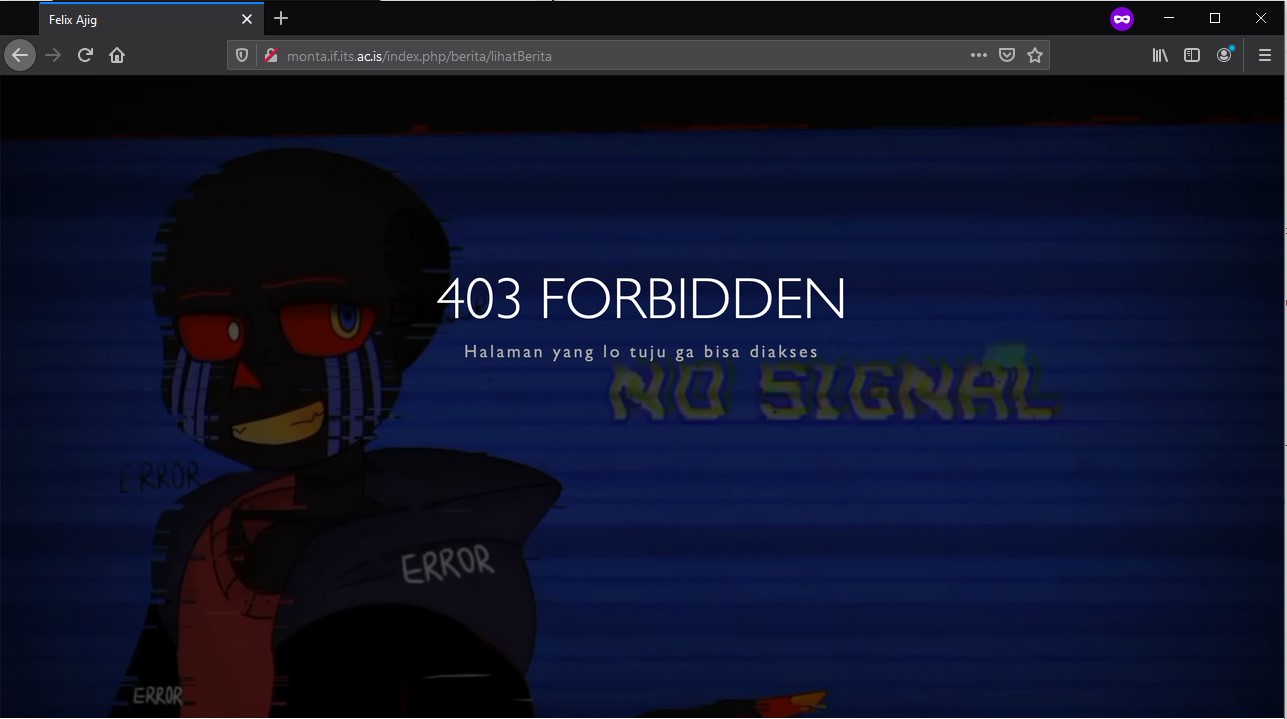 Felix Ajig
monta.if.its.ac.is/index.php/berita/lihatBerita
403 FORBIDDEN
Halaman yang lo tuju ga bisa diakses
NO SIGNAL
ERROR
ERROR
ERROR